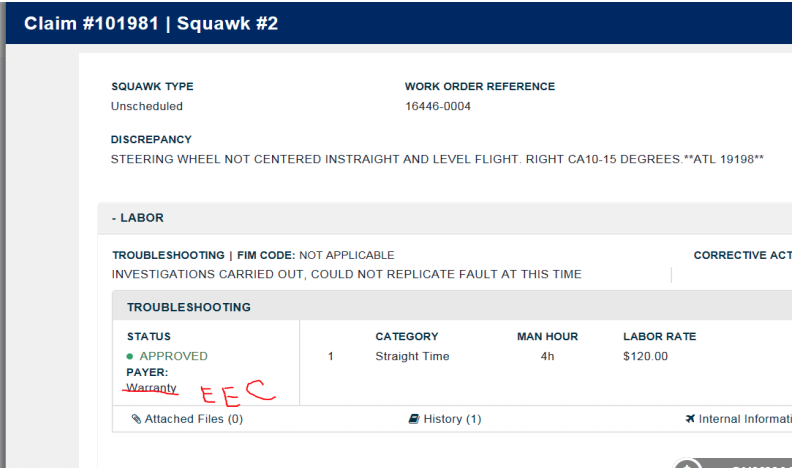 Claim #101981 | Squawk #2
SQUAWK TYPE
Unscheduled
WORK ORDER REFERENCE
16446-0004
DISCREPANCY
STEERING WHEEL NOT CENTERED INSTRAIGHT AND LEVEL FLIGHT. RIGHT CA10-15 DEGREES.**ATL 19198**
- LABOR
TROUBLESHOOTING | FIM CODE: NOT APPLICABLE
INVESTIGATIONS CARRIED OUT, COULD NOT REPLICATE FAULT AT THIS TIME
CORRECTIVE ACT
TROUBLESHOOTING
STATUS
APPROVED
PAYER:
Warranty
EEC
1
CATEGORY
Straight Time
MAN HOUR
4h
LABOR RATE
$120.00
Attached Files (0)
History (1)
Internal Informati